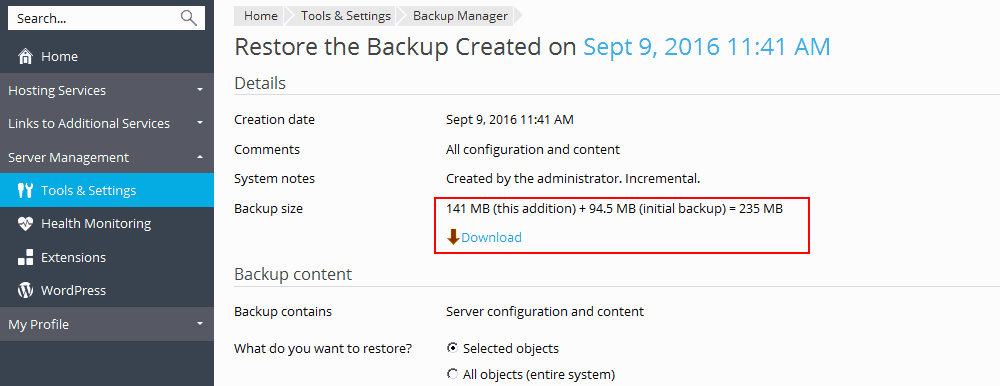 Search...
Home
Hosting Services
Links to Additional Services
Server Management
Tools & Settings
Health Monitoring
Extensions
WordPress
My Profile
Home Tools & Settings Backup Manager
Restore the Backup Created on Sept 9, 2016 11:41 AM
Details
Creation date Sept 9, 2016 11:41 AM
Comments All configuration and content
System notes Created by the administrator. Incremental.
Backup size 141 MB (this addition) + 94.5 MB (initial backup) = 235 MB
Download
Backup content
Backup contains Server configuration and content
What do you want to restore? Selected objects
All objects (entire system)